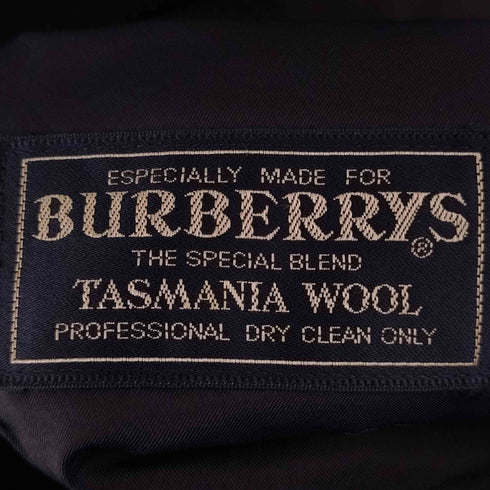 ESPECIALLY MADE FOR
BURBERRYS®
THE SPECIAL BLEND
TASMANIA WOOL
PROFESSIONAL DRY CLEAN ONLY